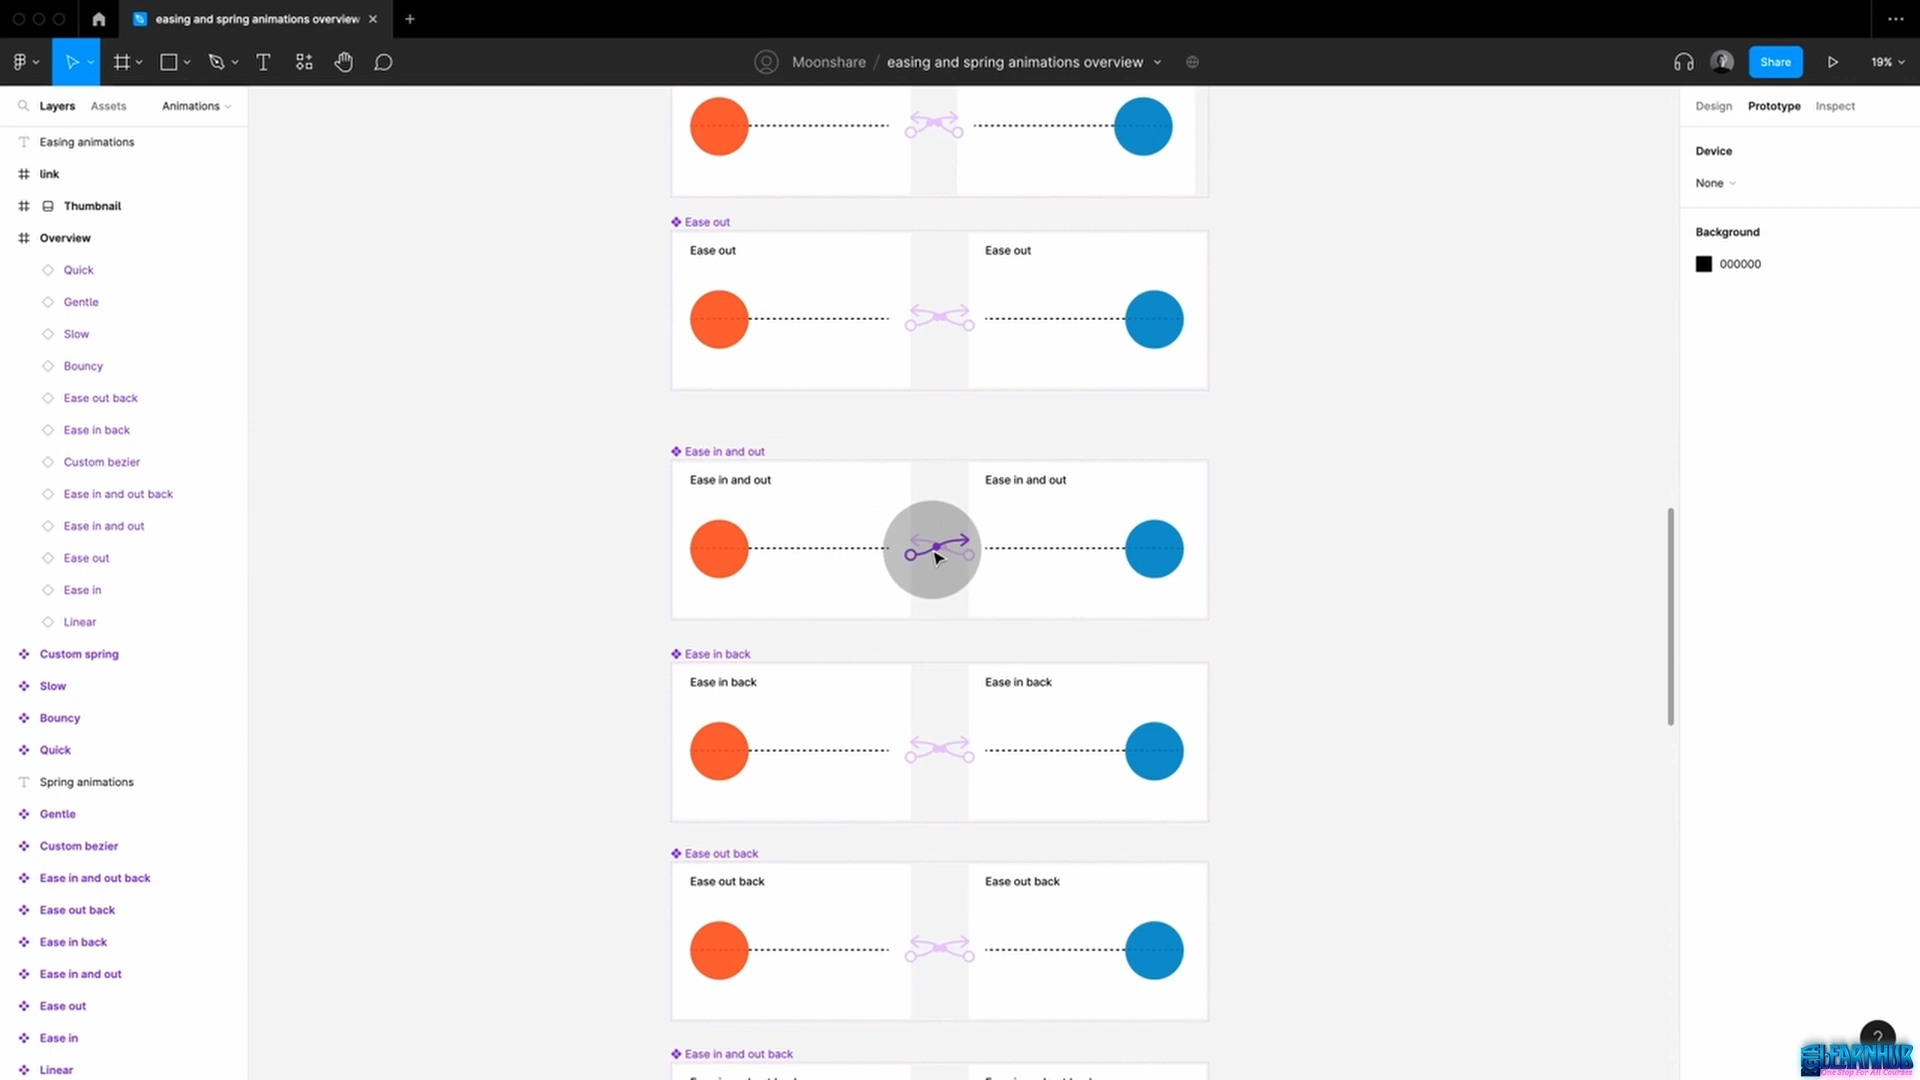 easing and spring animations overview
Moonshare / easing and spring animations overview
Share
19%
Layers
Assets
Animations
Easing animations
link
Thumbnail
Overview
Quick
Gentle
Slow
Bouncy
Ease out back
Ease in back
Custom bezier
Ease in and out back
Ease in and out
Ease out
Ease in
Linear
Custom spring
Slow
Bouncy
Quick
Spring animations
Gentle
Custom bezier
Ease in and out back
Ease out back
Ease in back
Ease in and out
Ease out
Ease in
Linear
Ease out
Ease out
Ease out
Ease in and out
Ease in and out
Ease in and out
Ease in back
Ease in back
Ease in back
Ease out back
Ease out back
Ease out back
Ease in and out back
Design
Prototype
Inspect
Device
None
Background
000000
?
LEARNHUB
One Stop For All Courses